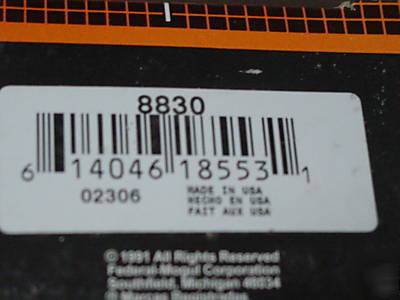 8830
6 14046 18553 1
02306
MADE IN USA
HECHO EN USA
FAIT AUX USA
© 1991 All Rights Reserved
Federal-Mogul Corporation
Southfield, Michigan 48034